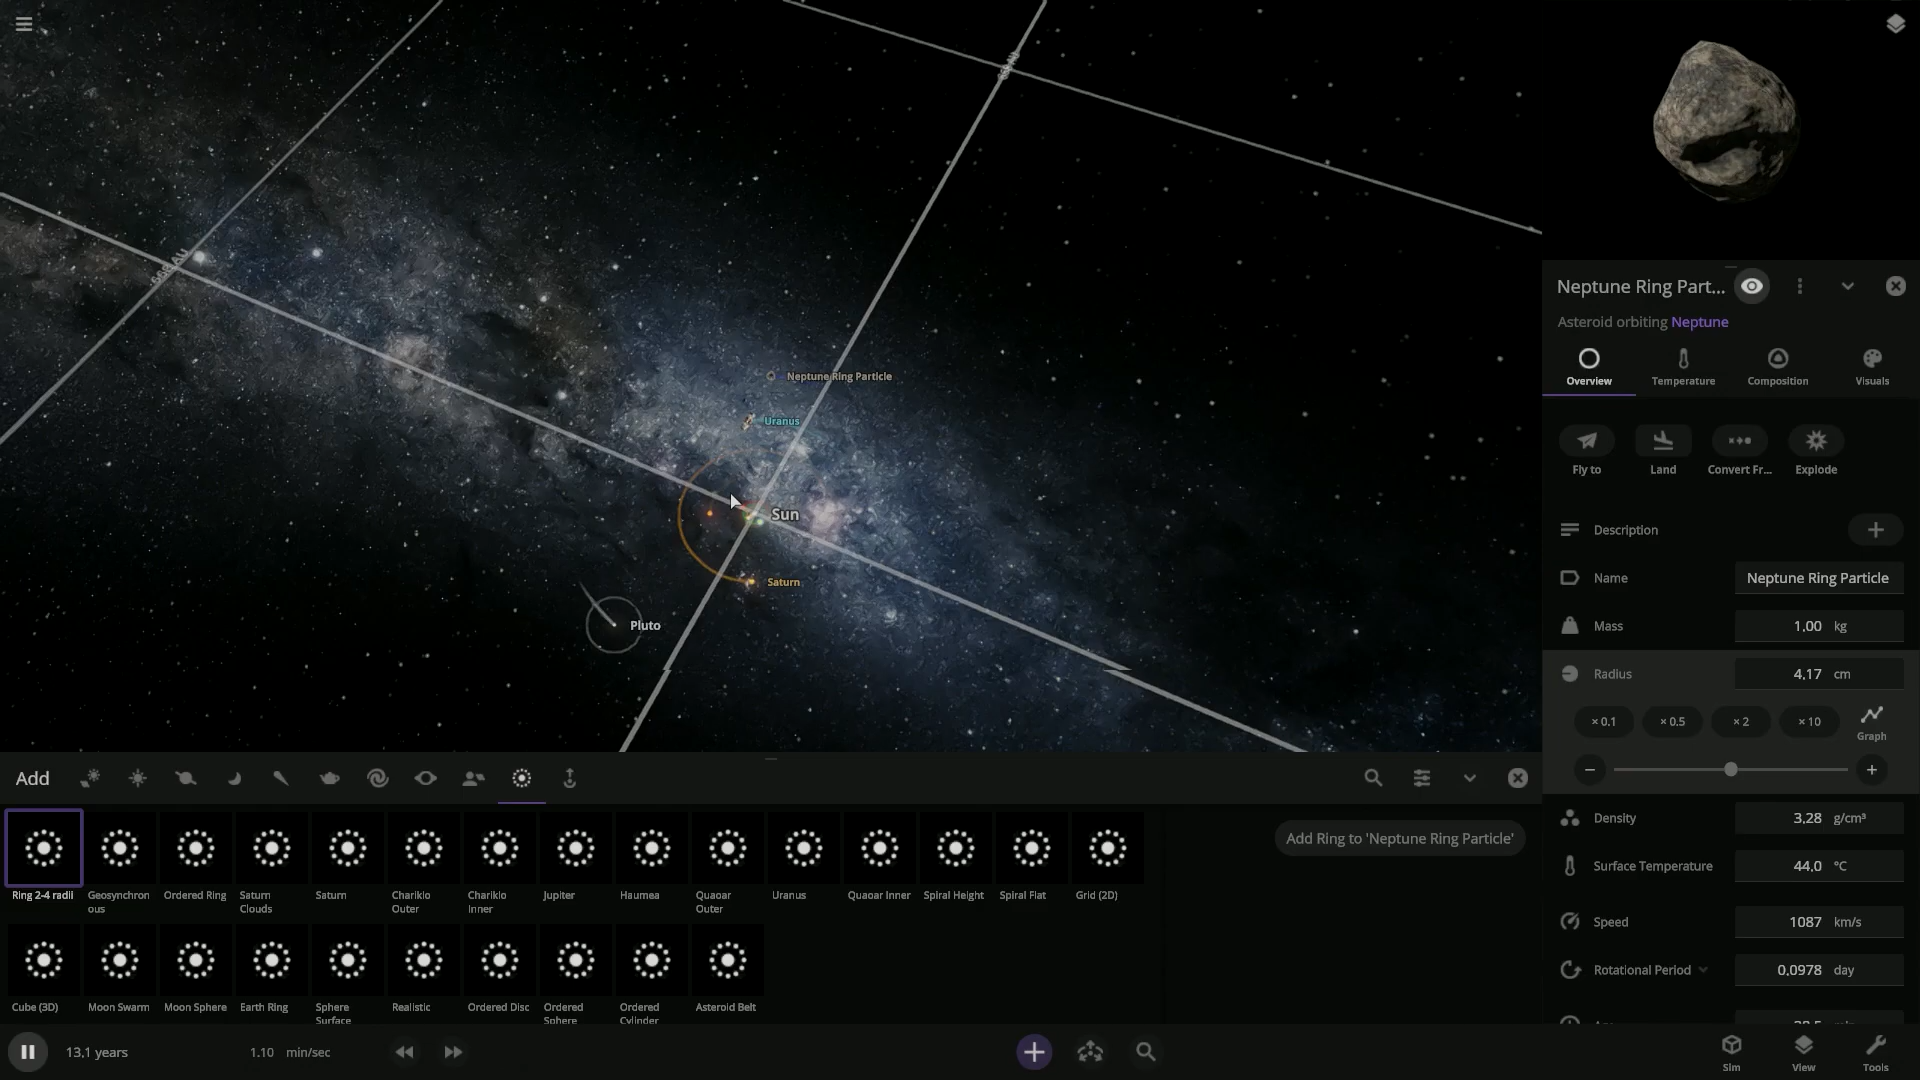 Neptune Ring Particle
Uranus
Sun
Saturn
Pluto
Neptune Ring Part...
Asteroid orbiting Neptune
Overview
Temperature
Composition
Visuals
Fly to
Land
Convert Fr...
Explode
Description
Name
Neptune Ring Particle
Mass
1.00 kg
Radius
4.17 cm
× 0.1
× 0.5
× 2
× 10
Graph
Density
3.28 g/cm³
Surface Temperature
44.0 °C
Speed
1087 km/s
Rotational Period
0.0978 day
Add
Add Ring to 'Neptune Ring Particle'
Ring 2-4 radii
Geosynchron
ous
Ordered Ring
Saturn
Clouds
Saturn
Chariklo
Outer
Chariklo
Inner
Jupiter
Haumea
Quaoar
Outer
Uranus
Quaoar Inner
Spiral Height
Spiral Flat
Grid (2D)
Cube (3D)
Moon Swarm
Moon Sphere
Earth Ring
Sphere
Surface
Realistic
Ordered Disc
Ordered
Sphere
Ordered
Cylinder
Asteroid Belt
13.1 years
1.10 min/sec
Sim
View
Tools